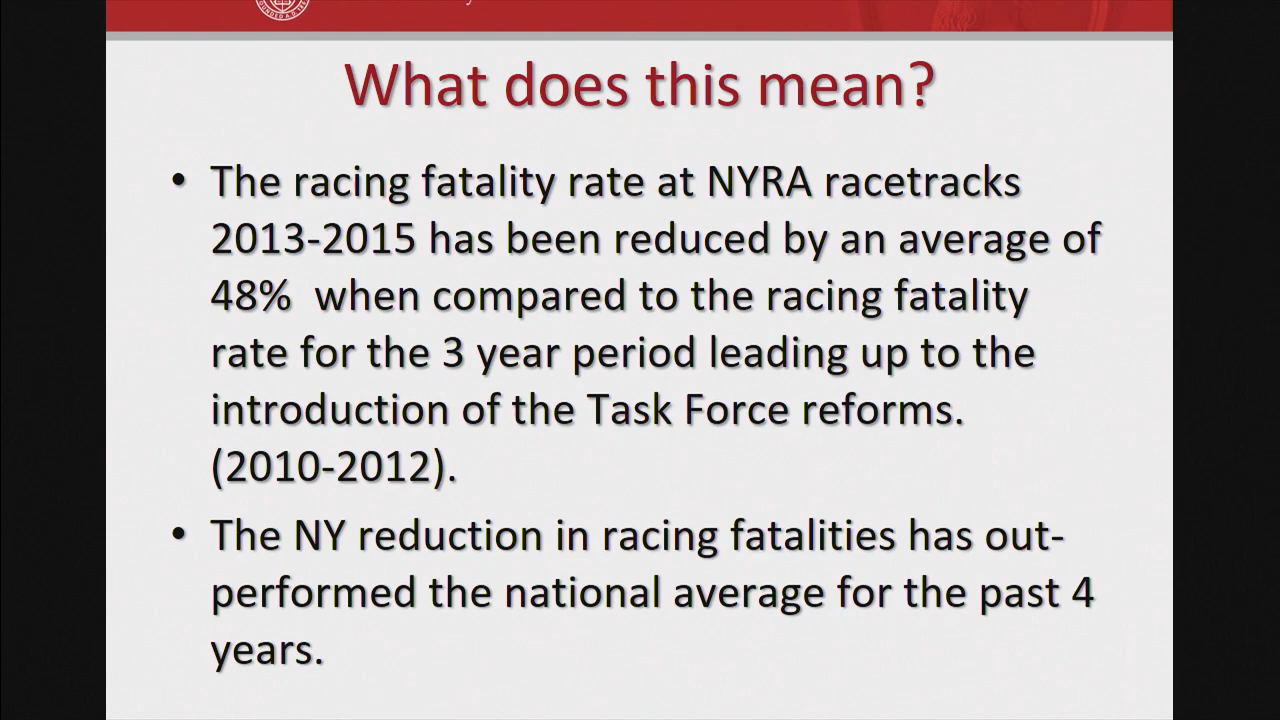 What does this mean?
• The racing fatality rate at NYRA racetracks
2013-2015 has been reduced by an average of
48%  when compared to the racing fatality
rate for the 3 year period leading up to the
introduction of the Task Force reforms.
(2010-2012).
• The NY reduction in racing fatalities has out-
performed the national average for the past 4
years.